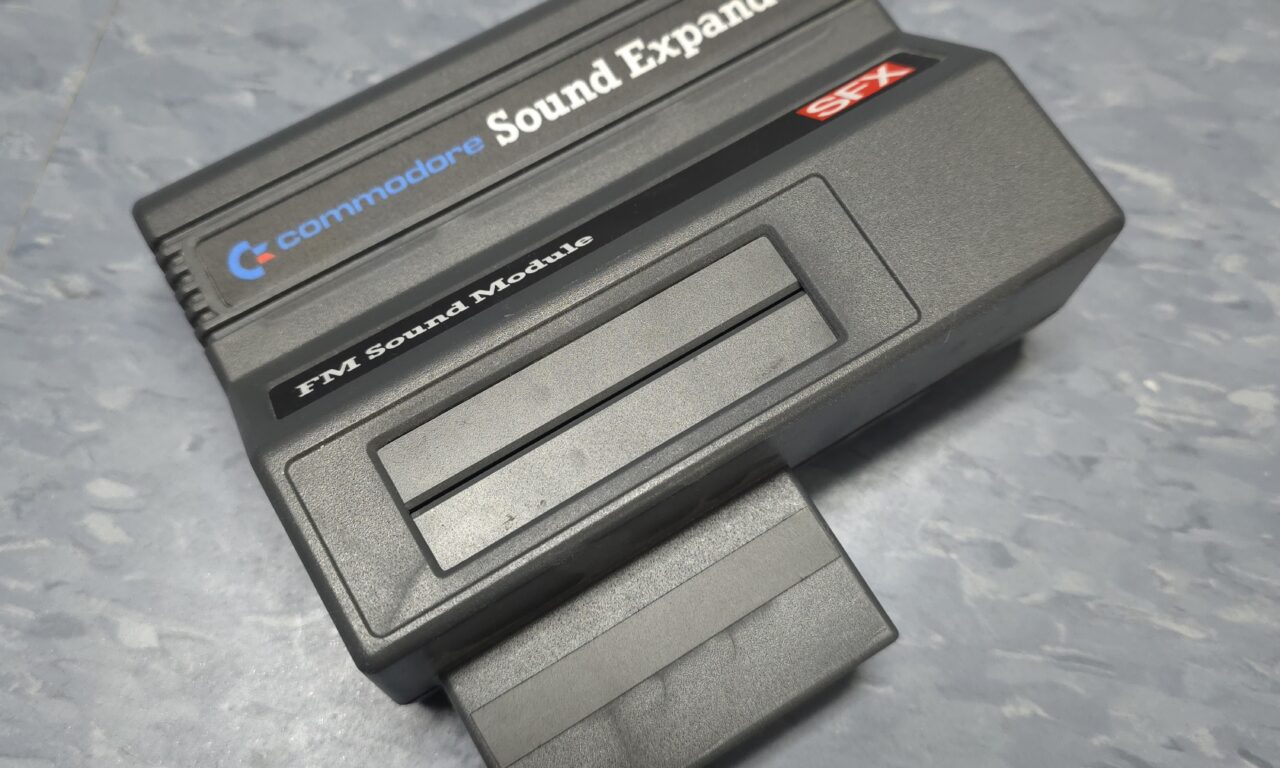 commodore Sound Expand
SFX
FM Sound Module